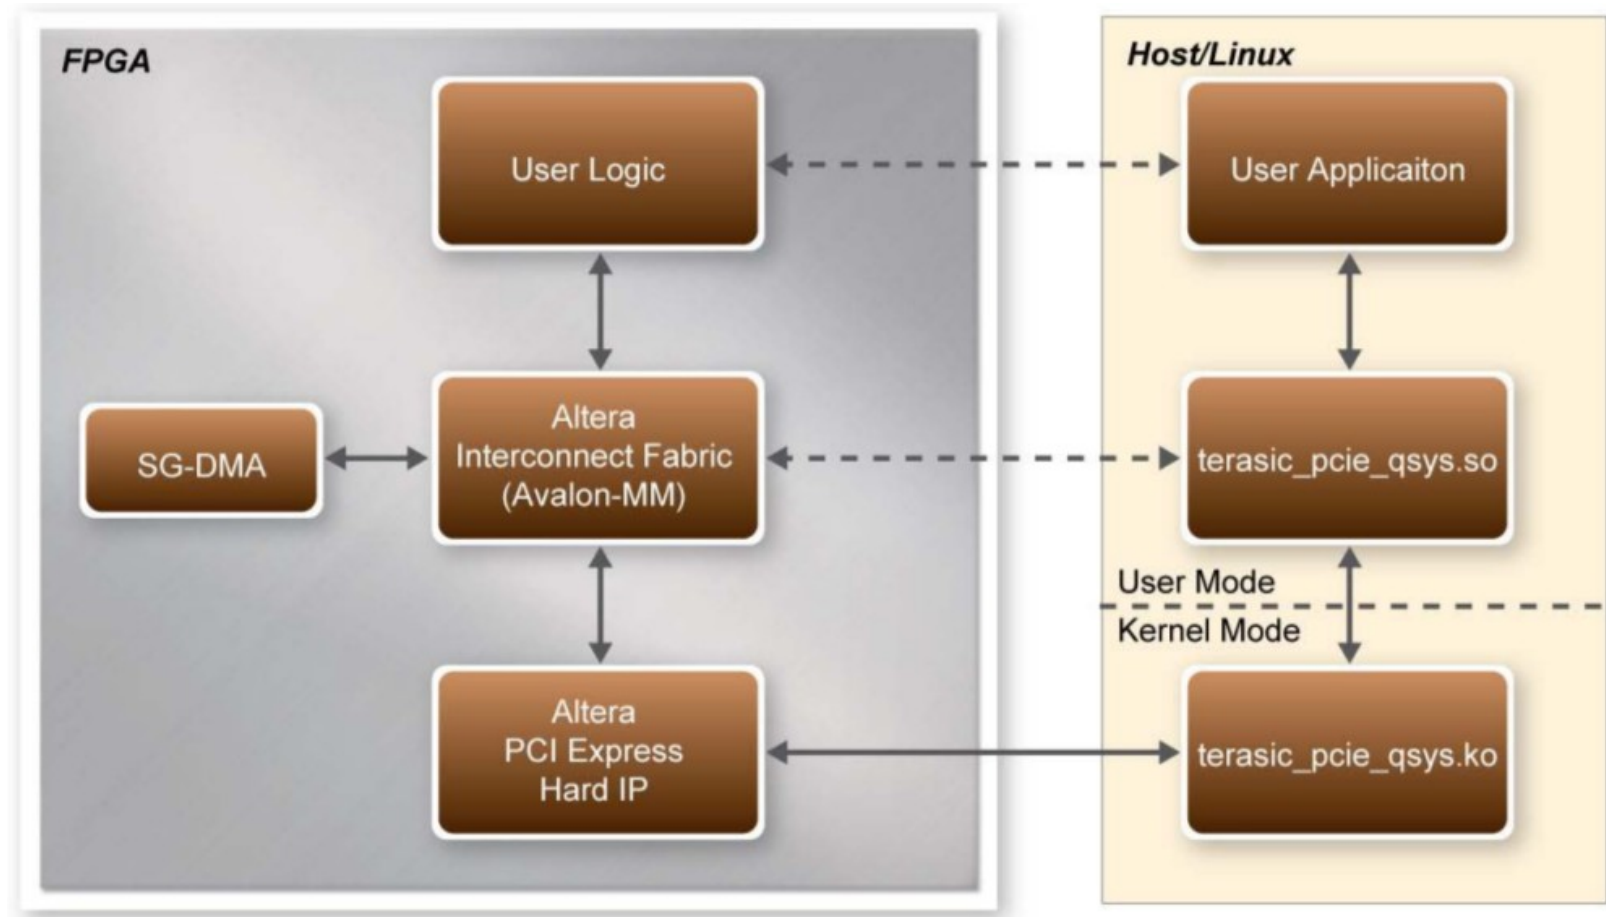 FPGA
User Logic
SG-DMA
Altera
Interconnect Fabric
(Avalon-MM)
Altera
PCI Express
Hard IP
Host/Linux
User Applicaiton
terasic_pcie_qsys.so
User Mode
Kernel Mode
terasic_pcie_qsys.ko